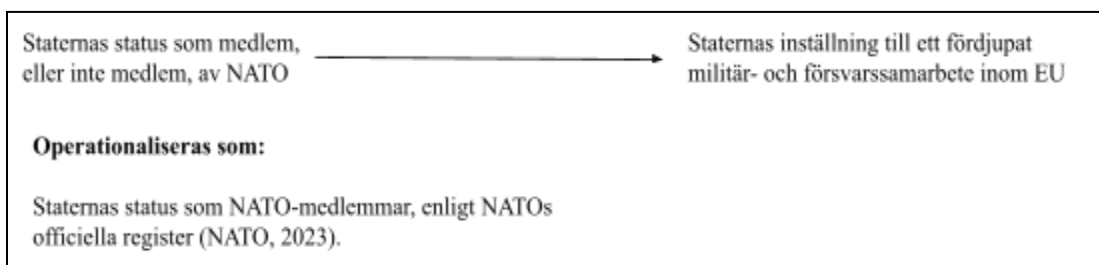 Staternas status som medlem,
eller inte medlem, av NATO
Staternas inställning till ett fördjupat
militär- och försvarssamarbete inom EU
Operationaliseras som:
Staternas status som NATO-medlemmar, enligt NATOs
officiella register (NATO, 2023).